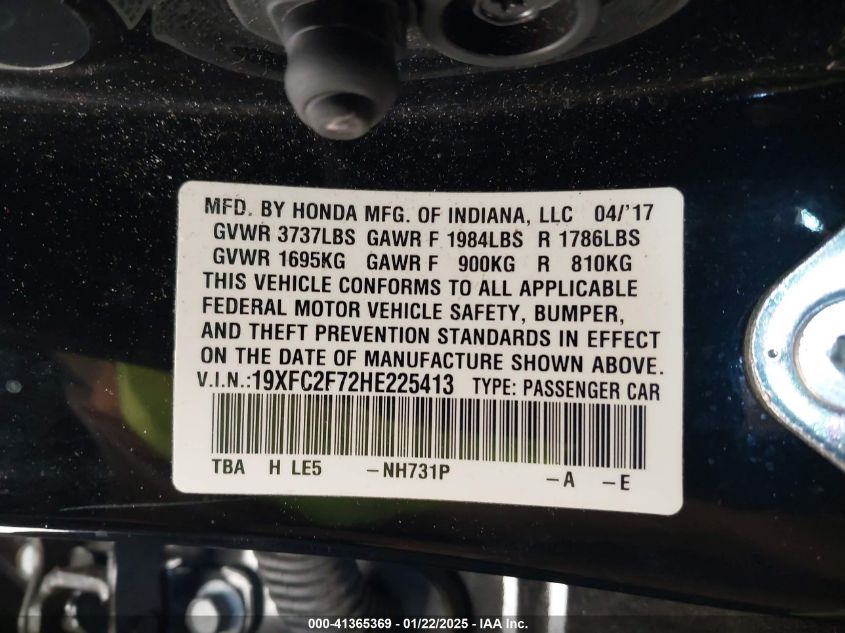 MFD. BY HONDA MFG. OF INDIANA, LLC 04/'17
GVWR 3737LBS GAWR F 1984LBS R 1786LBS
GVWR 1695KG GAWR F 900KG R 810KG
THIS VEHICLE CONFORMS TO ALL APPLICABLE
FEDERAL MOTOR VEHICLE SAFETY, BUMPER,
AND THEFT PREVENTION STANDARDS IN EFFECT
ON THE DATE OF MANUFACTURE SHOWN ABOVE.
V.I.N.:19XFC2F72HE225413 TYPE: PASSENGER CAR
TBA H LE5 -NH731P -A -E
000-41365369 - 01/22/2025 - IAA Inc.